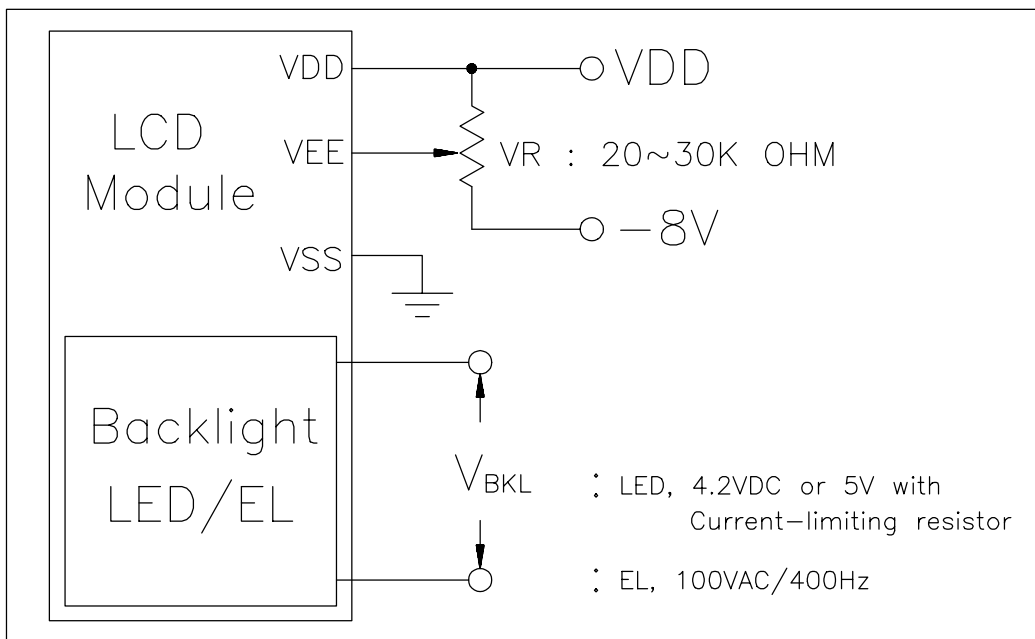 VDD
VDD
LCD
Module
VEE
VR : 20~30K OHM
-8V
VSS
Backlight
LED/EL
VBKL
: LED, 4.2VDC or 5V with
Current-limiting resistor
: EL, 100VAC/400Hz